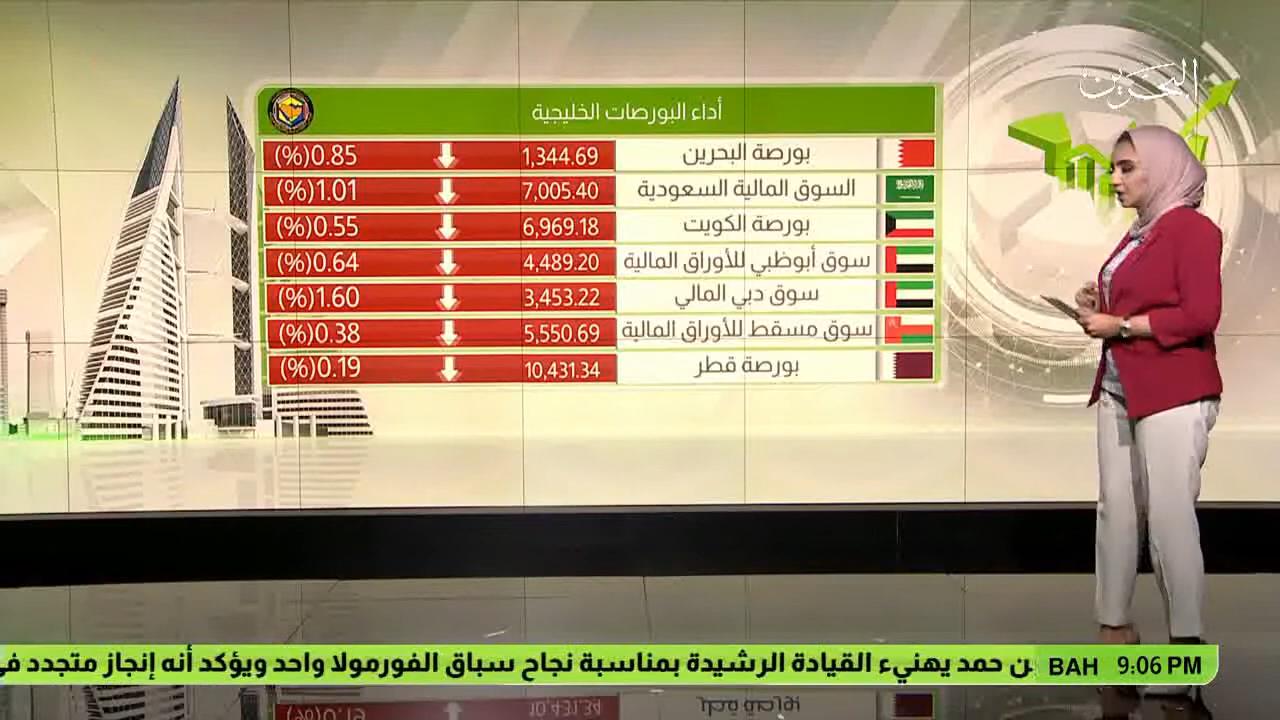 البحرين
أداء البورصات الخليجية
بورصة البحرين 1,344.69 0.85(%)
السوق المالية السعودية 7,005.40 1.01(%)
بورصة الكويت 6,969.18 0.55(%)
سوق أبوظبي للأوراق المالية 4,489.20 0.64(%)
سوق دبي المالي 3,453.22 1.60(%)
سوق مسقط للأوراق المالية 5,550.69 0.38(%)
بورصة قطر 10,431.34 0.19(%)
BAH 9:06 PM
ن حمد يهنيء القيادة الرشيدة بمناسبة نجاح سباق الفورمولا واحد ويؤكد أنه إنجاز متجدد في